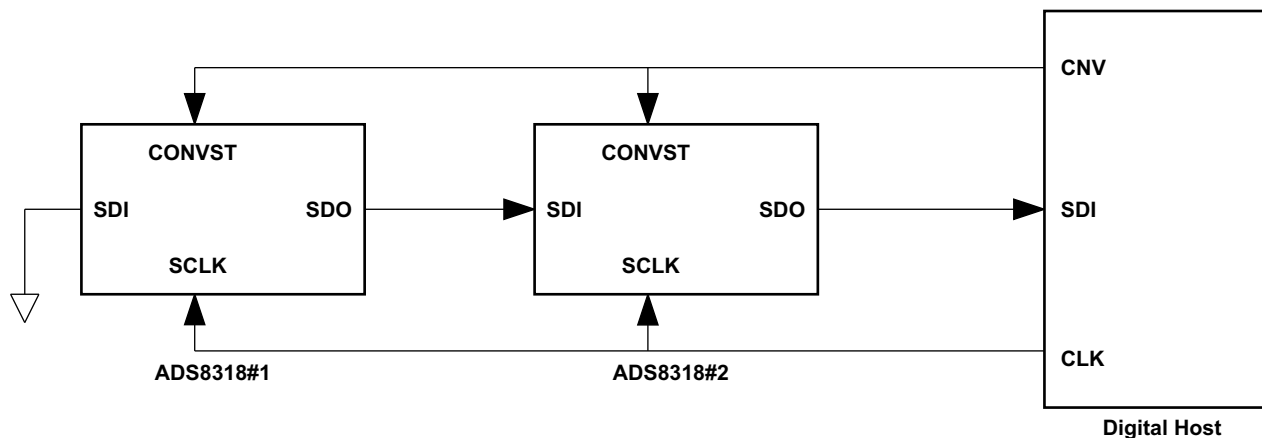 CNV
CONVST
CONVST
SDI
SDO
SDI
SDO
SDI
SCLK
SCLK
CLK
ADS8318#1
ADS8318#2
Digital Host